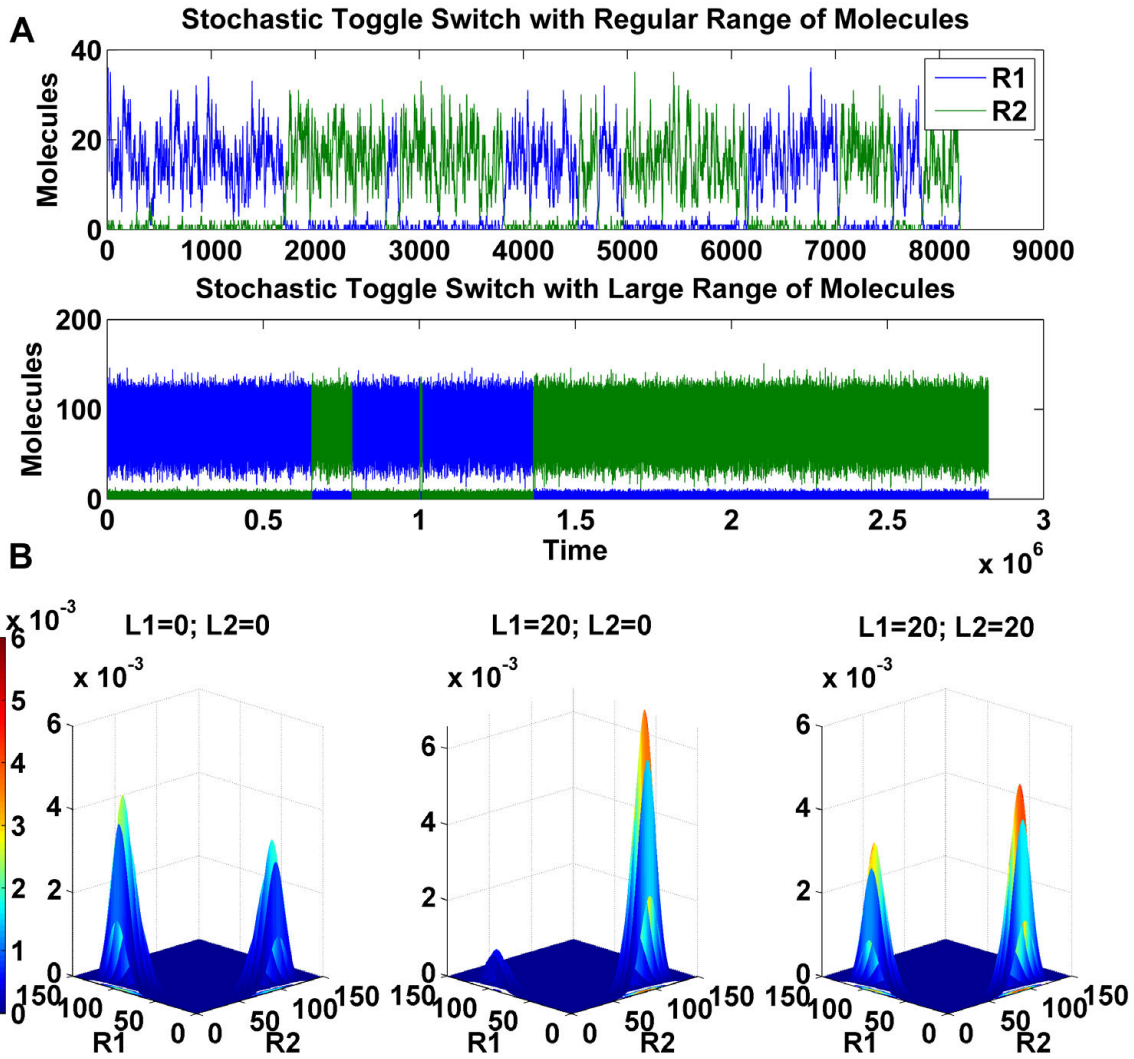 A
Stochastic Toggle Switch with Regular Range of Molecules
40
20
0
Molecules
R1
R2
0 1000 2000 3000 4000 5000 6000 7000 8000 9000
Stochastic Toggle Switch with Large Range of Molecules
200
100
0
Molecules
0 0.5 1 1.5 2 2.5 3
Time
x 10^6
B
x 10^-3
6
5
4
3
2
1
0
L1=0; L2=0
x 10^-3
6
4
2
0
150 100 50 0 0 50 100 150
R1 R2
L1=20; L2=0
x 10^-3
6
4
2
0
150 100 50 0 0 50 100 150
R1 R2
L1=20; L2=20
x 10^-3
6
4
2
0
150 100 50 0 0 50 100 150
R1 R2